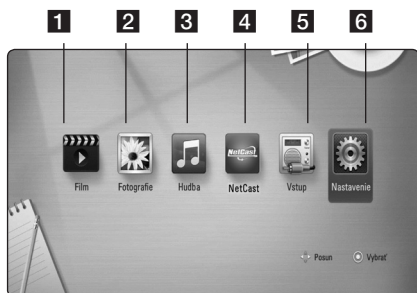 1 2 3 4 5 6
NetCast
Film Fotografie Hudba NetCast Vstup Nastavenie
Posun Vybrať